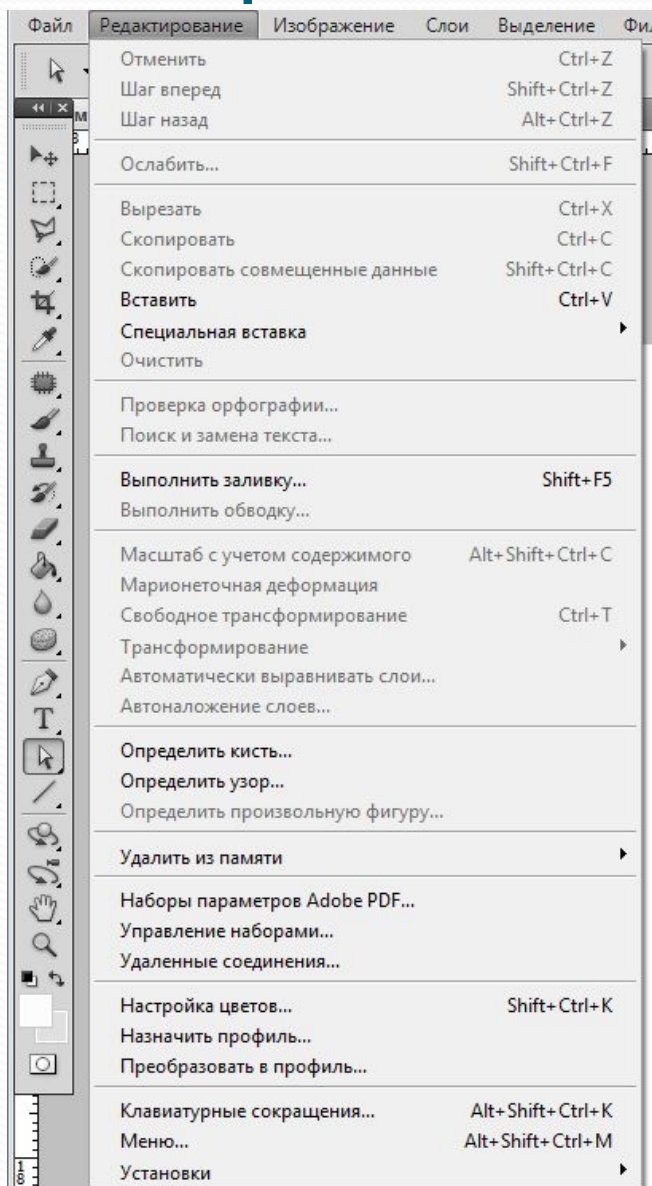 Файл Редактирование Изображение Слои Выделение
Отменить Ctrl+Z
Шаг вперед Shift+Ctrl+Z
Шаг назад Alt+Ctrl+Z
Ослабить... Shift+Ctrl+F
Вырезать Ctrl+X
Скопировать Ctrl+C
Скопировать совмещенные данные Shift+Ctrl+C
Вставить Ctrl+V
Специальная вставка
Очистить
Проверка орфографии...
Поиск и замена текста...
Выполнить заливку... Shift+F5
Выполнить обводку...
Масштаб с учетом содержимого Alt+Shift+Ctrl+C
Марионеточная деформация
Свободное трансформирование Ctrl+T
Трансформирование
Автоматически выравнивать слои...
Автоналожение слоев...
Определить кисть...
Определить узор...
Определить произвольную фигуру...
Удалить из памяти
Наборы параметров Adobe PDF...
Управление наборами...
Удаленные соединения...
Настройка цветов... Shift+Ctrl+K
Назначить профиль...
Преобразовать в профиль...
Клавиатурные сокращения... Alt+Shift+Ctrl+K
Меню... Alt+Shift+Ctrl+M
Установки
18